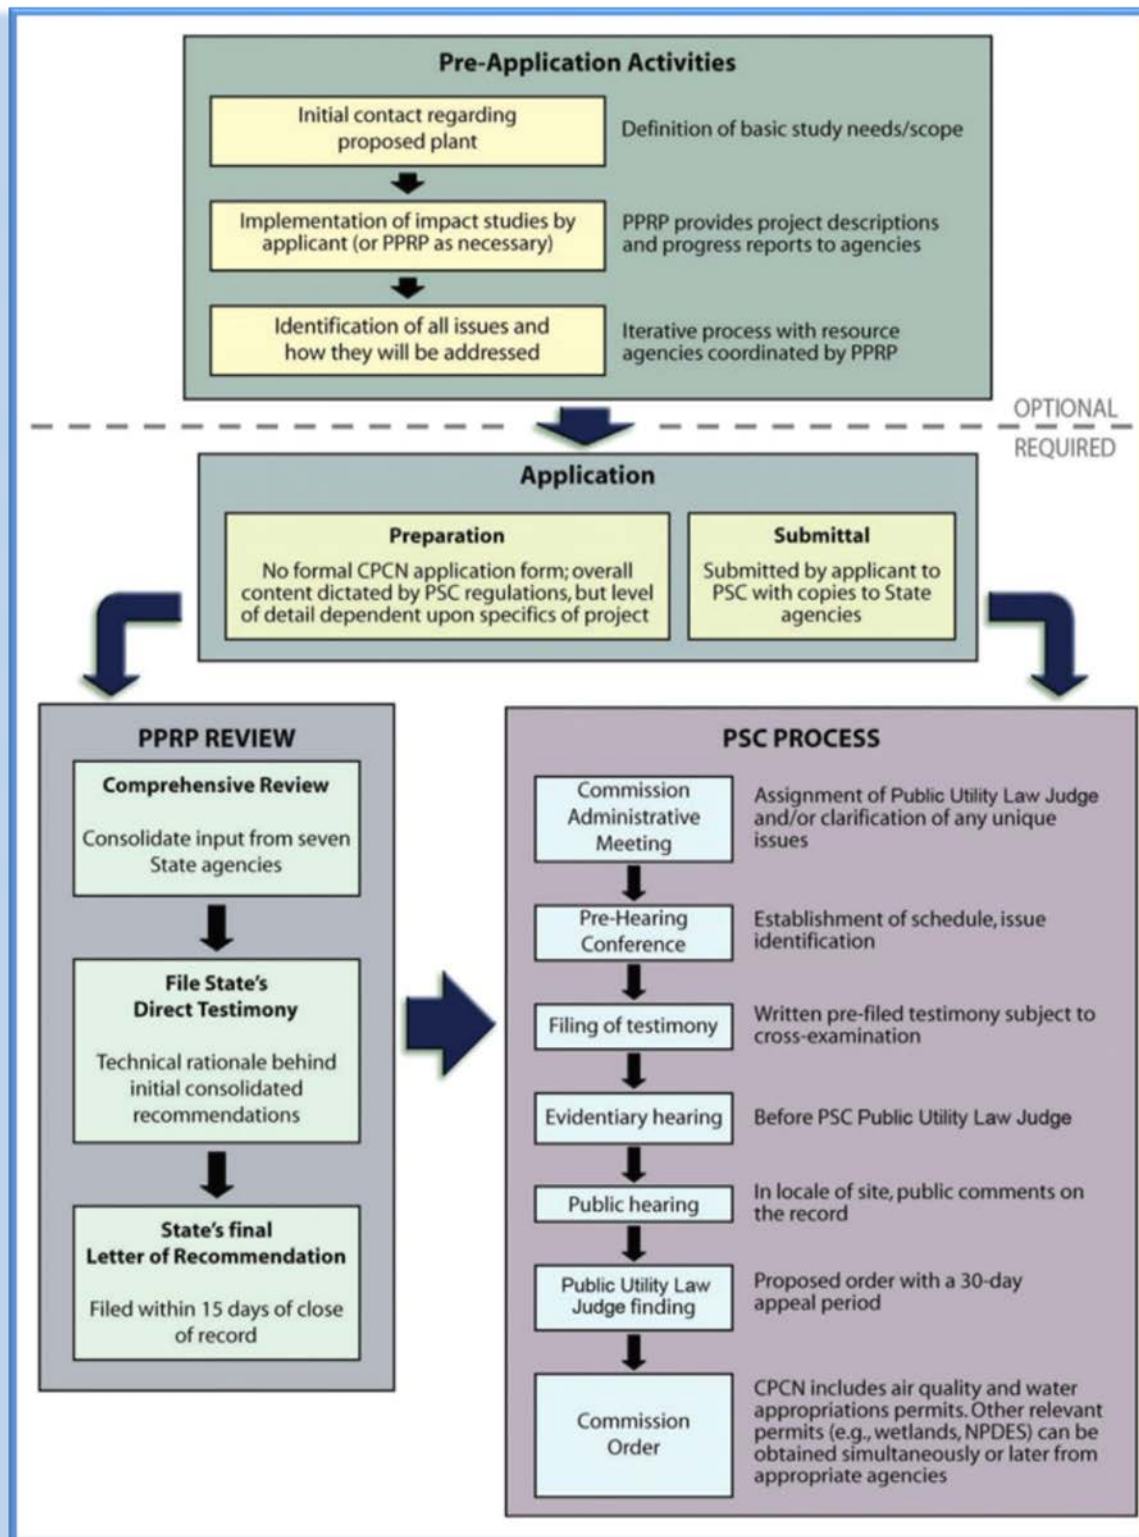 Pre-Application Activities
Initial contact regarding
proposed plant
Definition of basic study needs/scope
Implementation of impact studies by
applicant (or PPRP as necessary)
PPRP provides project descriptions
and progress reports to agencies
Identification of all issues and
how they will be addressed
Iterative process with resource
agencies coordinated by PPRP
OPTIONAL
REQUIRED
Application
Preparation
No formal CPCN application form; overall
content dictated by PSC regulations, but level
of detail dependent upon specifics of project
Submittal
Submitted by applicant to
PSC with copies to State
agencies
PPRP REVIEW
Comprehensive Review
Consolidate input from seven
State agencies
File State's
Direct Testimony
Technical rationale behind
initial consolidated
recommendations
State's final
Letter of Recommendation
Filed within 15 days of close
of record
PSC PROCESS
Commission
Administrative
Meeting
Assignment of Public Utility Law Judge
and/or clarification of any unique
issues
Pre-Hearing
Conference
Establishment of schedule, issue
identification
Filing of testimony
Written pre-filed testimony subject to
cross-examination
Evidentiary hearing
Before PSC Public Utility Law Judge
Public hearing
In locale of site, public comments on
the record
Public Utility Law
Judge finding
Proposed order with a 30-day
appeal period
Commission
Order
CPCN includes air quality and water
appropriations permits. Other relevant
permits (e.g., wetlands, NPDES) can be
obtained simultaneously or later from
appropriate agencies